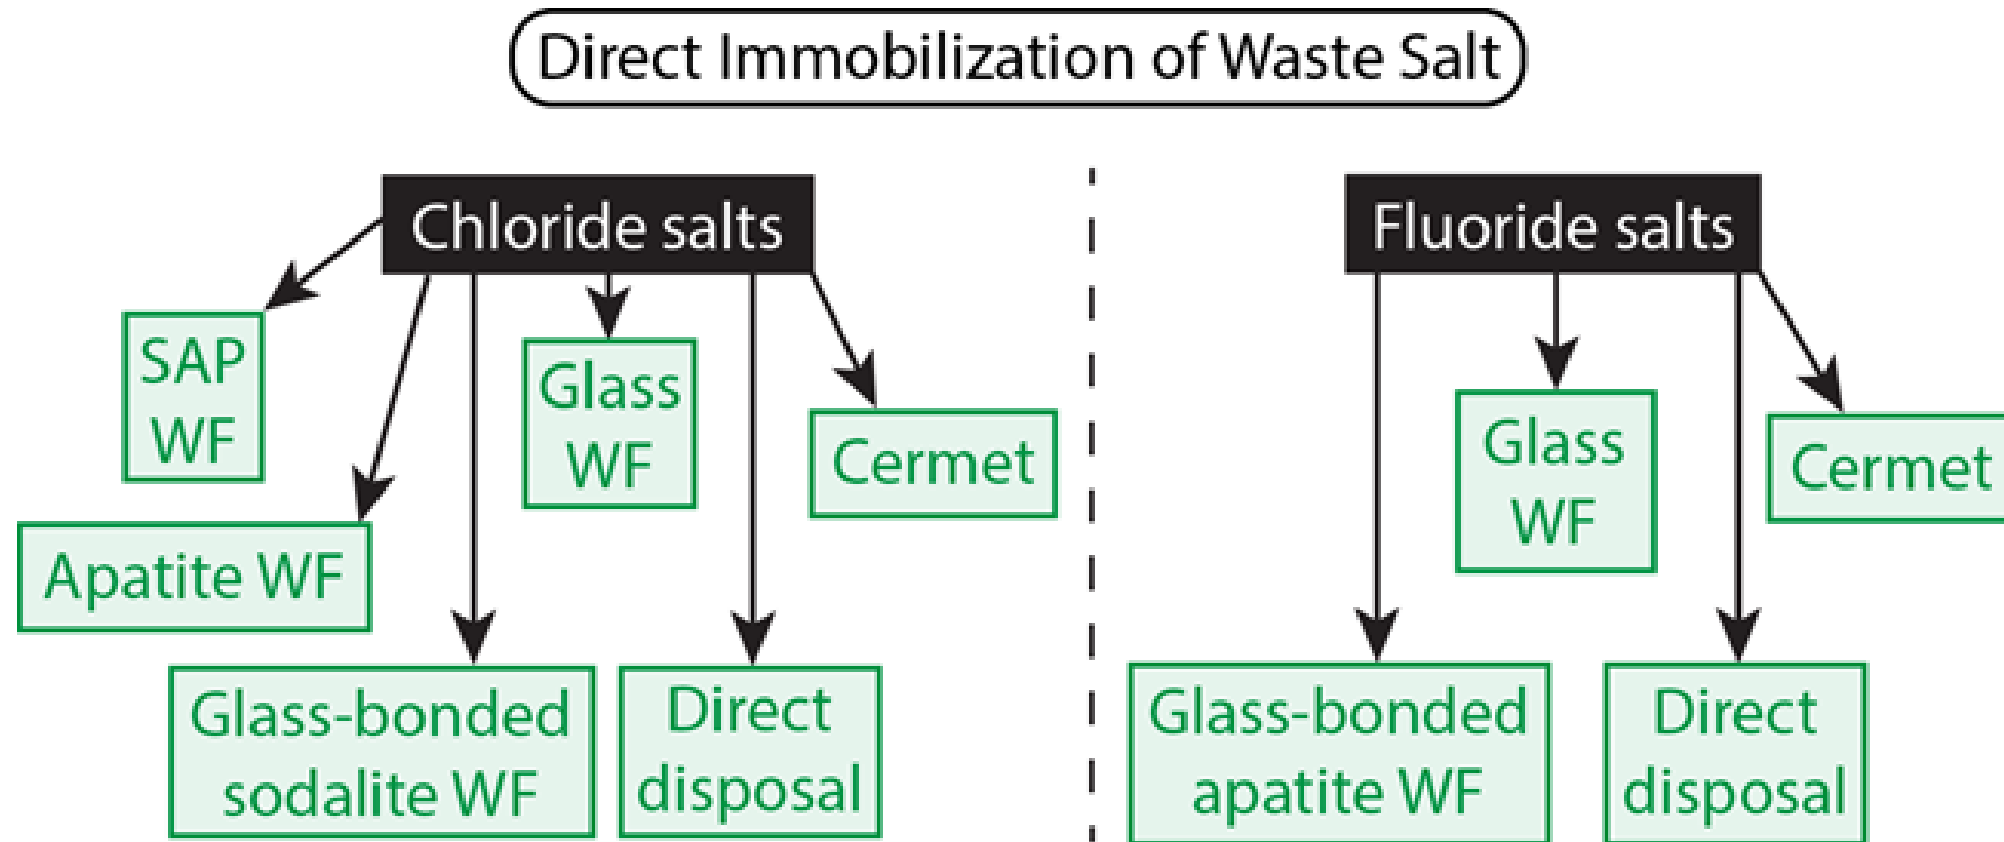 Direct Immobilization of Waste Salt
Chloride salts
SAP
WF
Apatite WF
Glass-bonded
sodalite WF
Glass
WF
Direct
disposal
Cermet
Fluoride salts
Glass-bonded
apatite WF
Glass
WF
Direct
disposal
Cermet